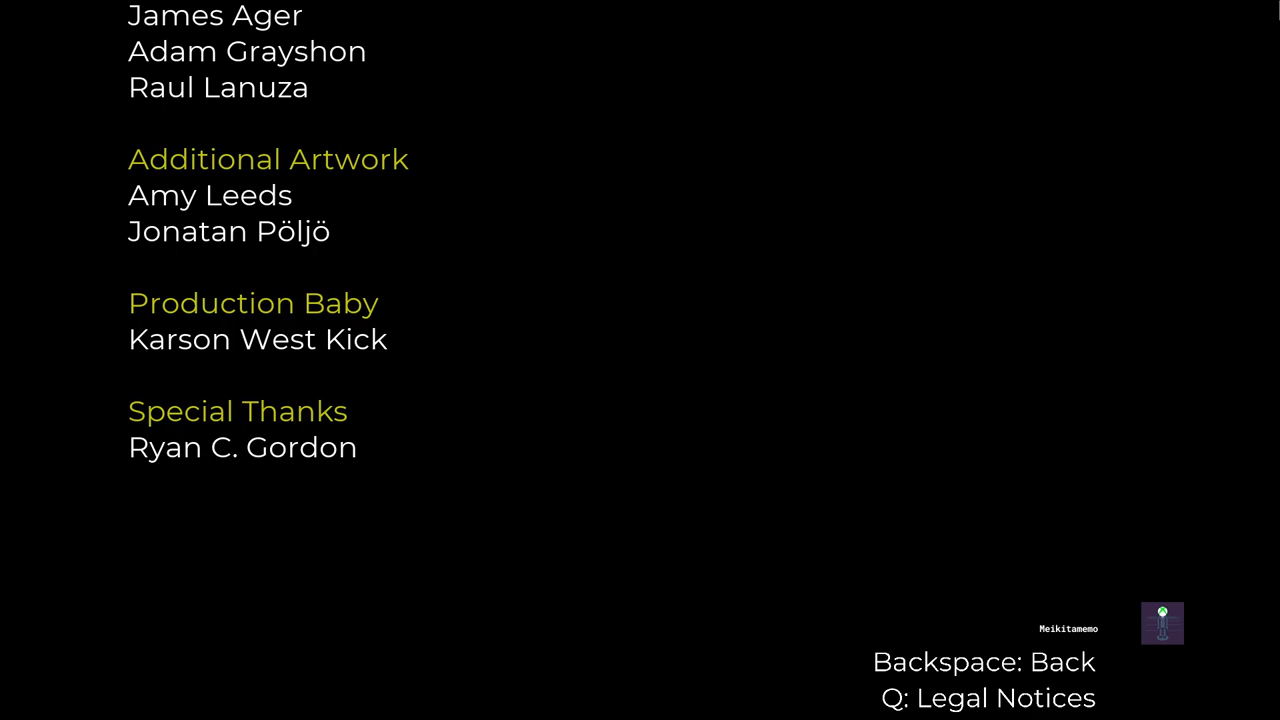 James Ager
Adam Grayshon
Raul Lanuza
Additional Artwork
Amy Leeds
Jonatan Pöljö
Production Baby
Karson West Kick
Special Thanks
Ryan C. Gordon
Meikitamemo
Backspace: Back
Q: Legal Notices